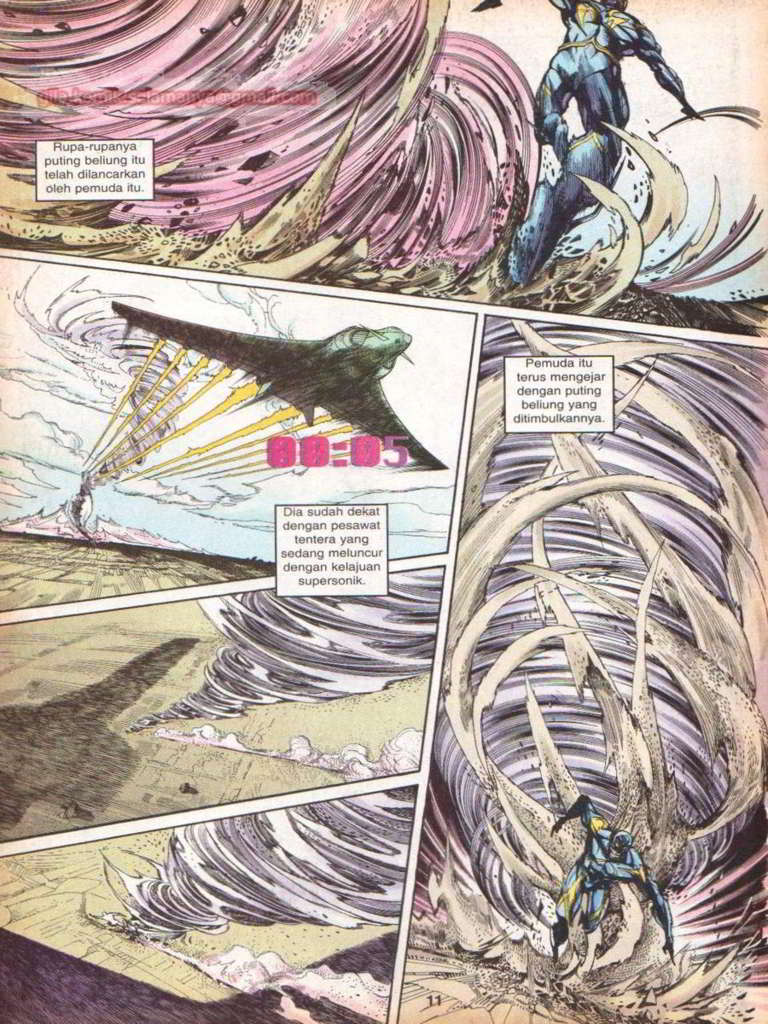 Rupa-rupanya
puting beliung itu
telah dilancarkan
oleh pemuda itu.
00:05
Dia sudah dekat
dengan pesawat
tentera yang
sedang meluncur
dengan kelajuan
supersonik.
Pemuda itu
terus mengejar
dengan puting
beliung yang
ditimbulkannya.
11